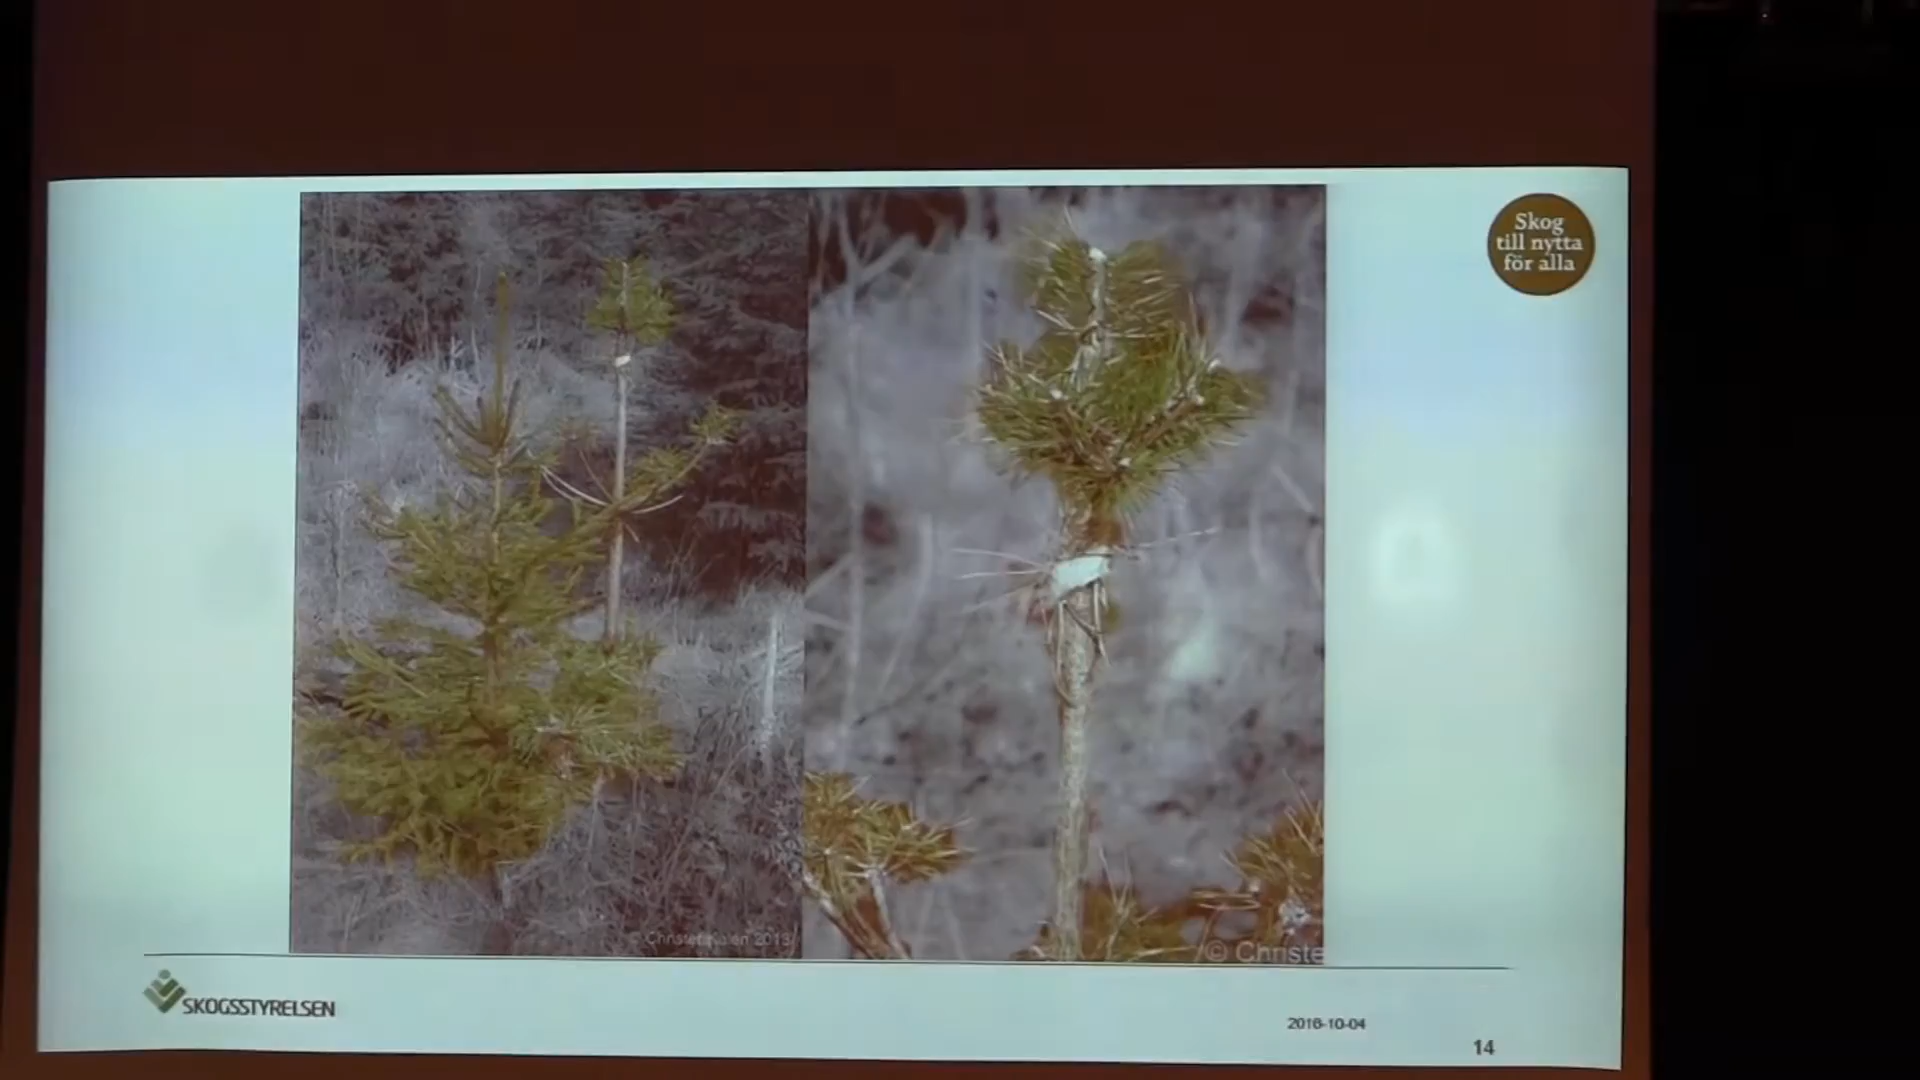 Skog
till nytta
för alla
© Christer Kalén 2013
© Christe
SKOGSSTYRELSEN
2016-10-04
14